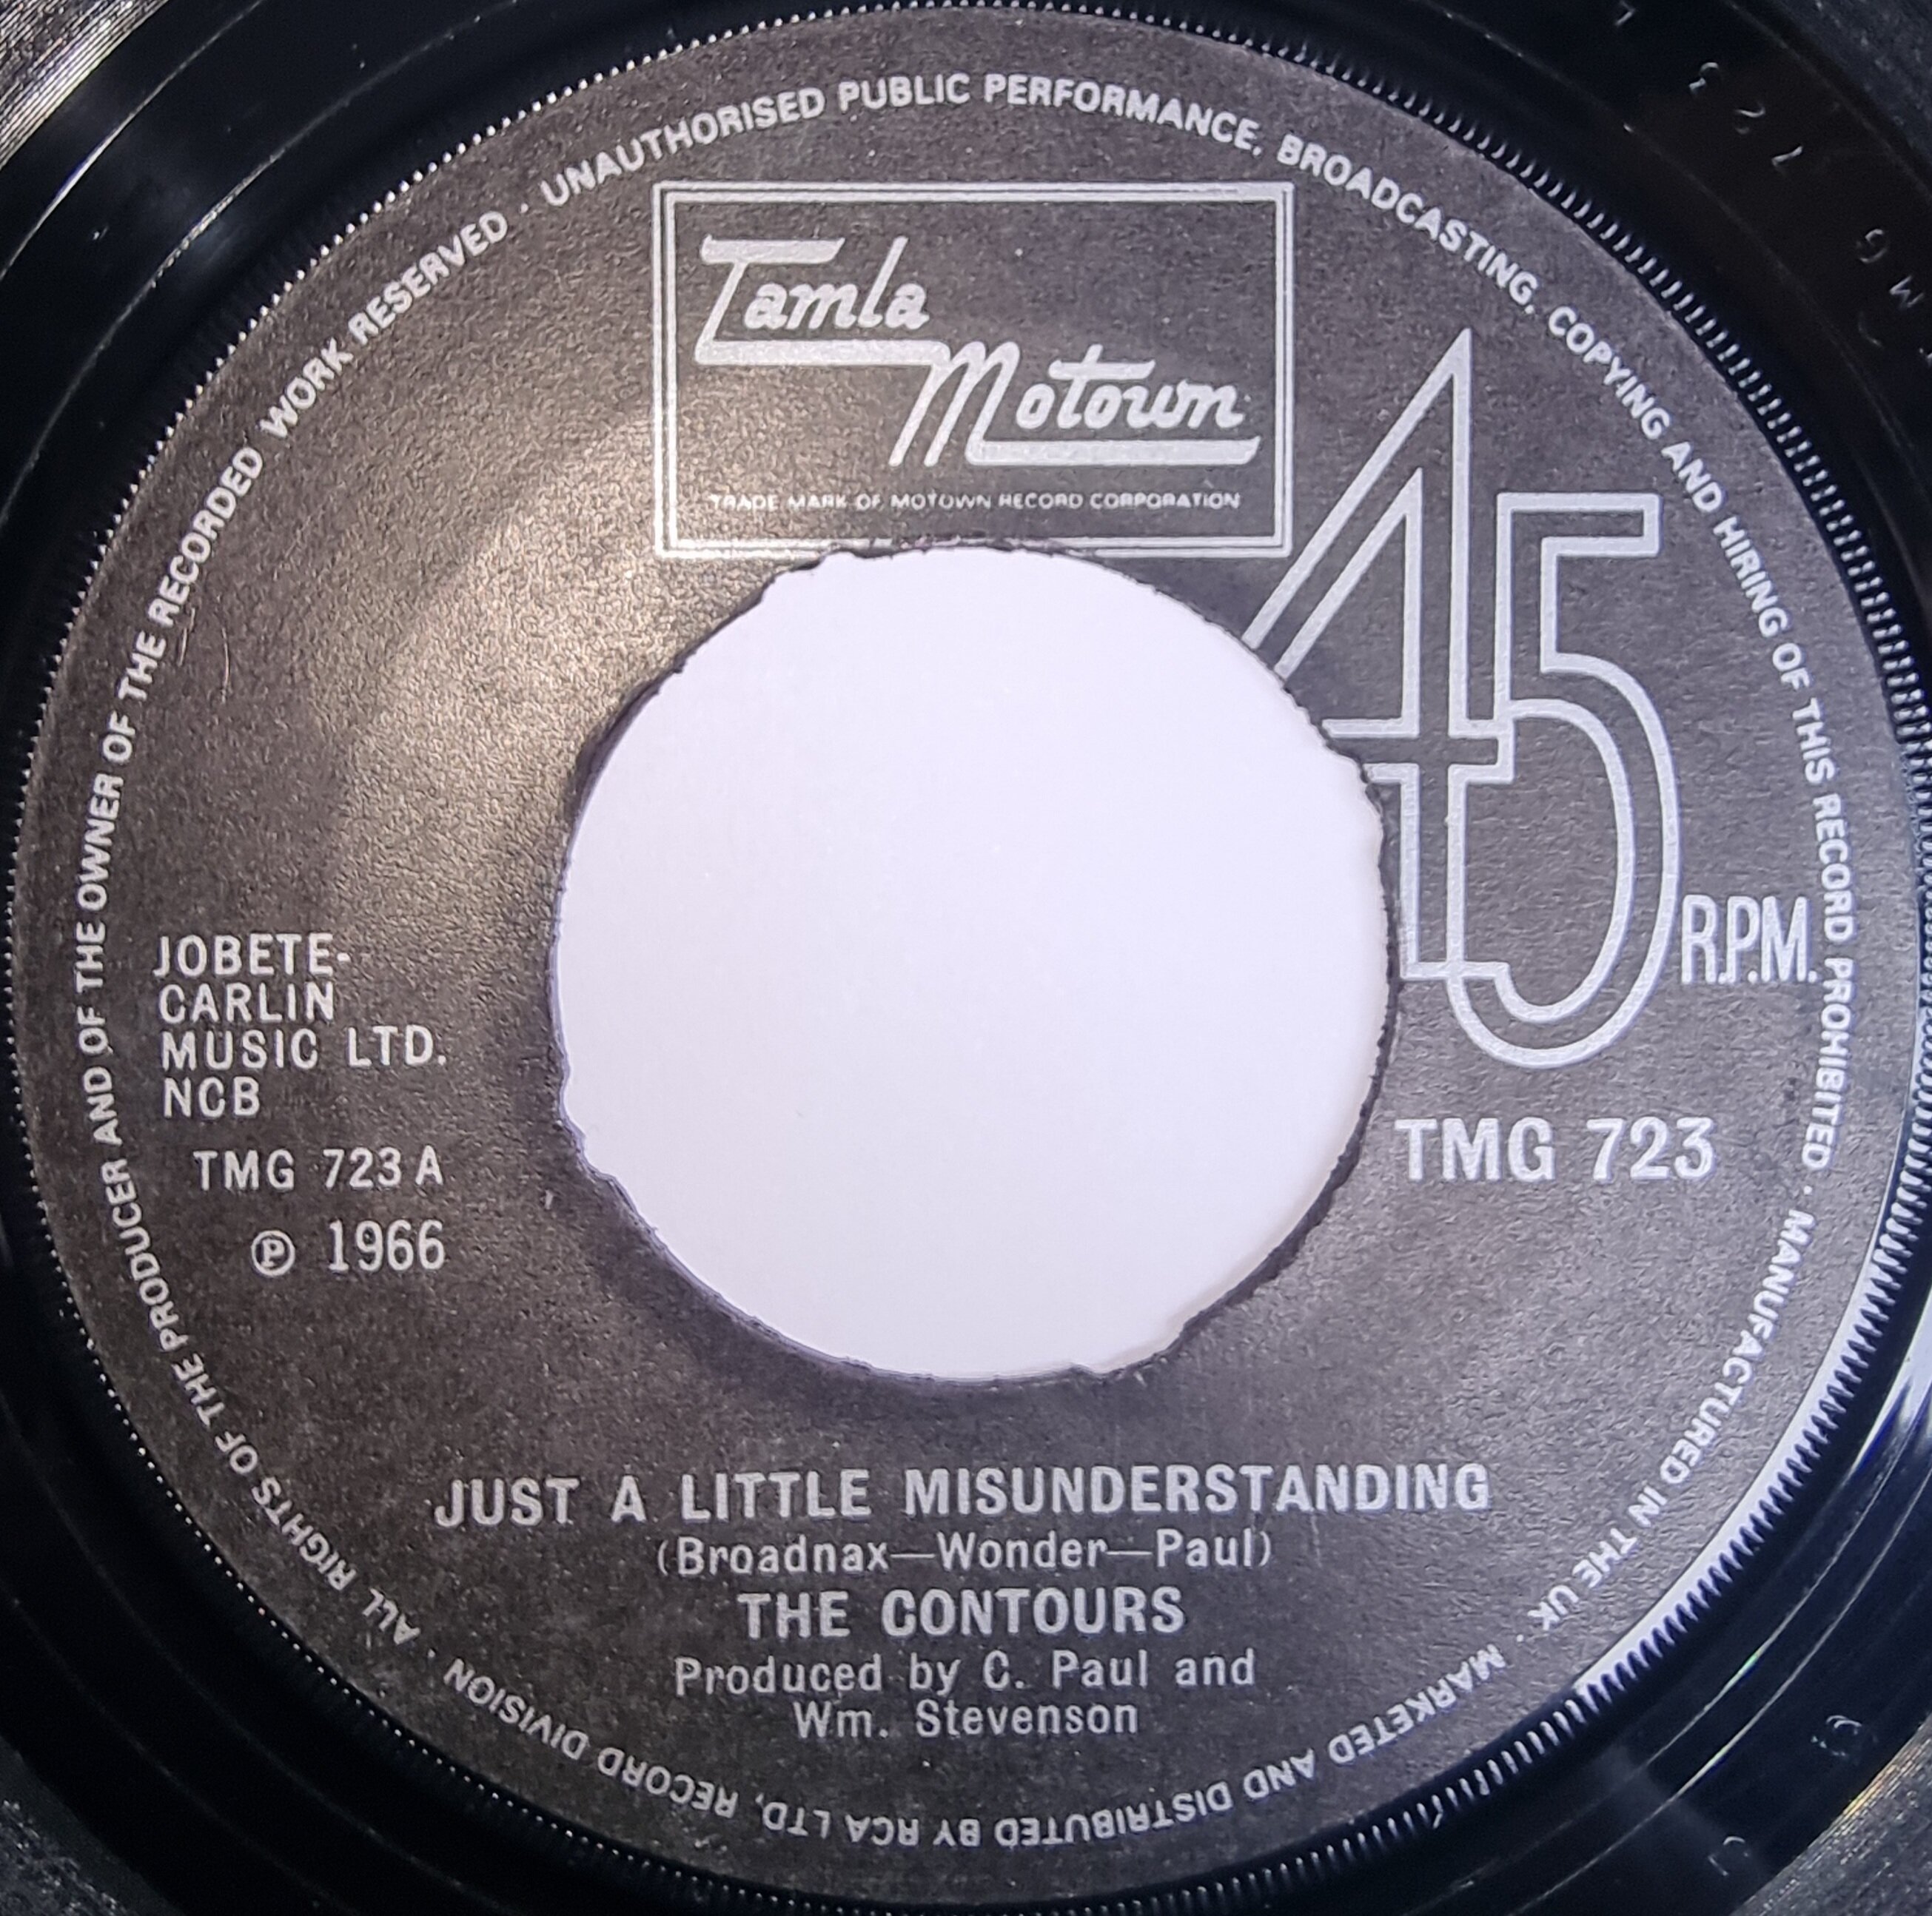 UNAUTHORISED PUBLIC PERFORMANCE, BROADCASTING, COPYING AND HIRING OF THIS RECORD PROHIBITED · MANUFACTURED IN THE UK · MARKETED AND DISTRIBUTED BY RCA LTD, RECORD DIVISION · ALL RIGHTS OF THE PRODUCER AND OF THE OWNER OF THE RECORDED WORK RESERVED ·
Tamla
Motown
TRADE MARK OF MOTOWN RECORD CORPORATION
45
R.P.M.
JOBETE-
CARLIN
MUSIC LTD.
NCB
TMG 723 A
℗ 1966
TMG 723
JUST A LITTLE MISUNDERSTANDING
(Broadnax—Wonder—Paul)
THE CONTOURS
Produced by C. Paul and
Wm. Stevenson